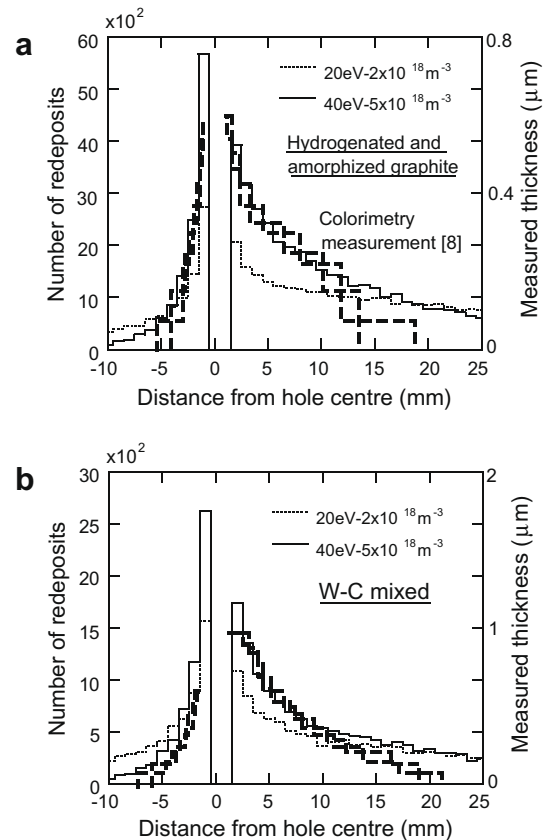 a
x10²
60
50
40
30
20
10
0
Number of redeposits
-10 -5 0 5 10 15 20 25
Distance from hole centre (mm)
0.8
0.4
0
Measured thickness (μm)
20eV-2x10 ¹⁸m⁻³
40eV-5x10 ¹⁸m⁻³
Hydrogenated and
amorphized graphite
Colorimetry
measurement [8]
b
x10²
30
25
20
15
10
5
0
Number of redeposits
-10 -5 0 5 10 15 20 25
Distance from hole centre (mm)
2
1
0
Measured thickness (μm)
20eV-2x10 ¹⁸m⁻³
40eV-5x10 ¹⁸m⁻³
W-C mixed